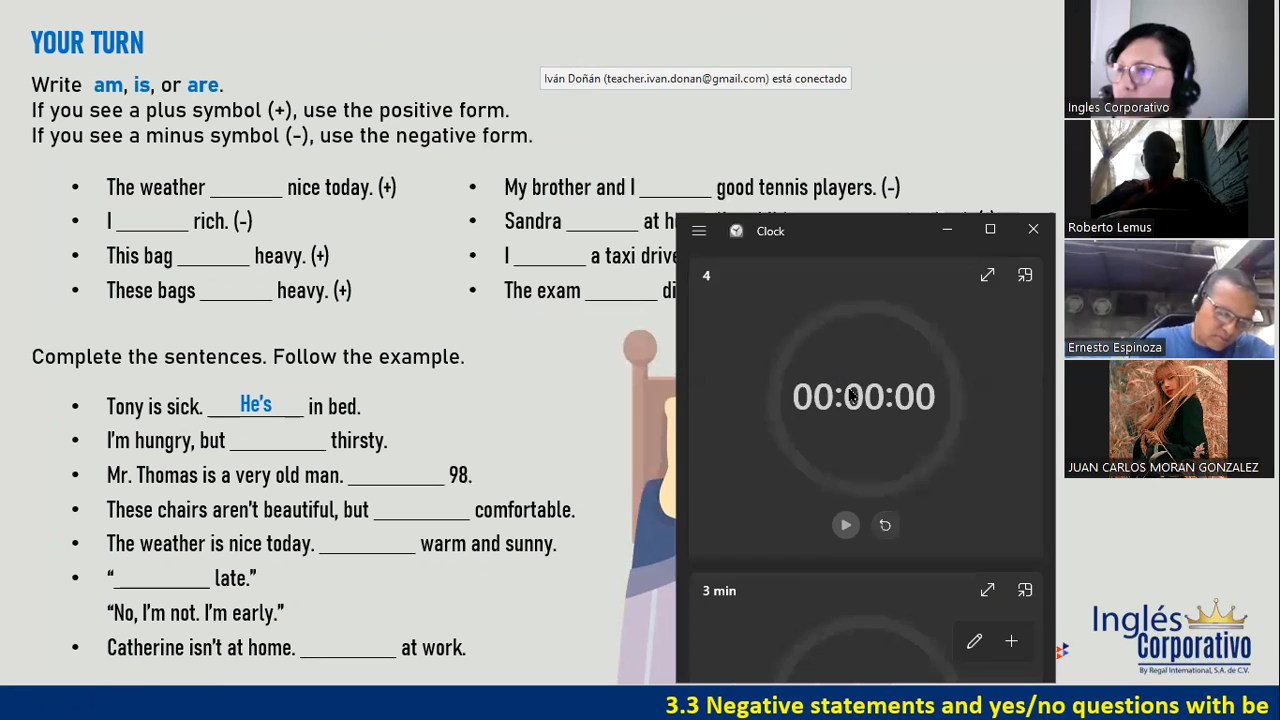 YOUR TURN
Write am, is, or are.
If you see a plus symbol (+), use the positive form.
If you see a minus symbol (-), use the negative form.
Iván Doñán (teacher.ivan.donan@gmail.com) está conectado
• The weather _______ nice today. (+)
• I _______ rich. (-)
• This bag _______ heavy. (+)
• These bags _______ heavy. (+)
• My brother and I _______ good tennis players. (-)
• Sandra _______ at
• I _______ a taxi
• The exam _______
Complete the sentences. Follow the example.
• Tony is sick. He's in bed.
• I'm hungry, but _________ thirsty.
• Mr. Thomas is a very old man. _________ 98.
• These chairs aren't beautiful, but _________ comfortable.
• The weather is nice today. _________ warm and sunny.
• "_________ late."
"No, I'm not. I'm early."
• Catherine isn't at home. _________ at work.
Clock
4
00:00:00
3 min
Ingles Corporativo
Roberto Lemus
Ernesto Espinoza
JUAN CARLOS MORAN GONZALEZ
Inglés
Corporativo
By Regal International, S.A. de C.V.
3.3 Negative statements and yes/no questions with be